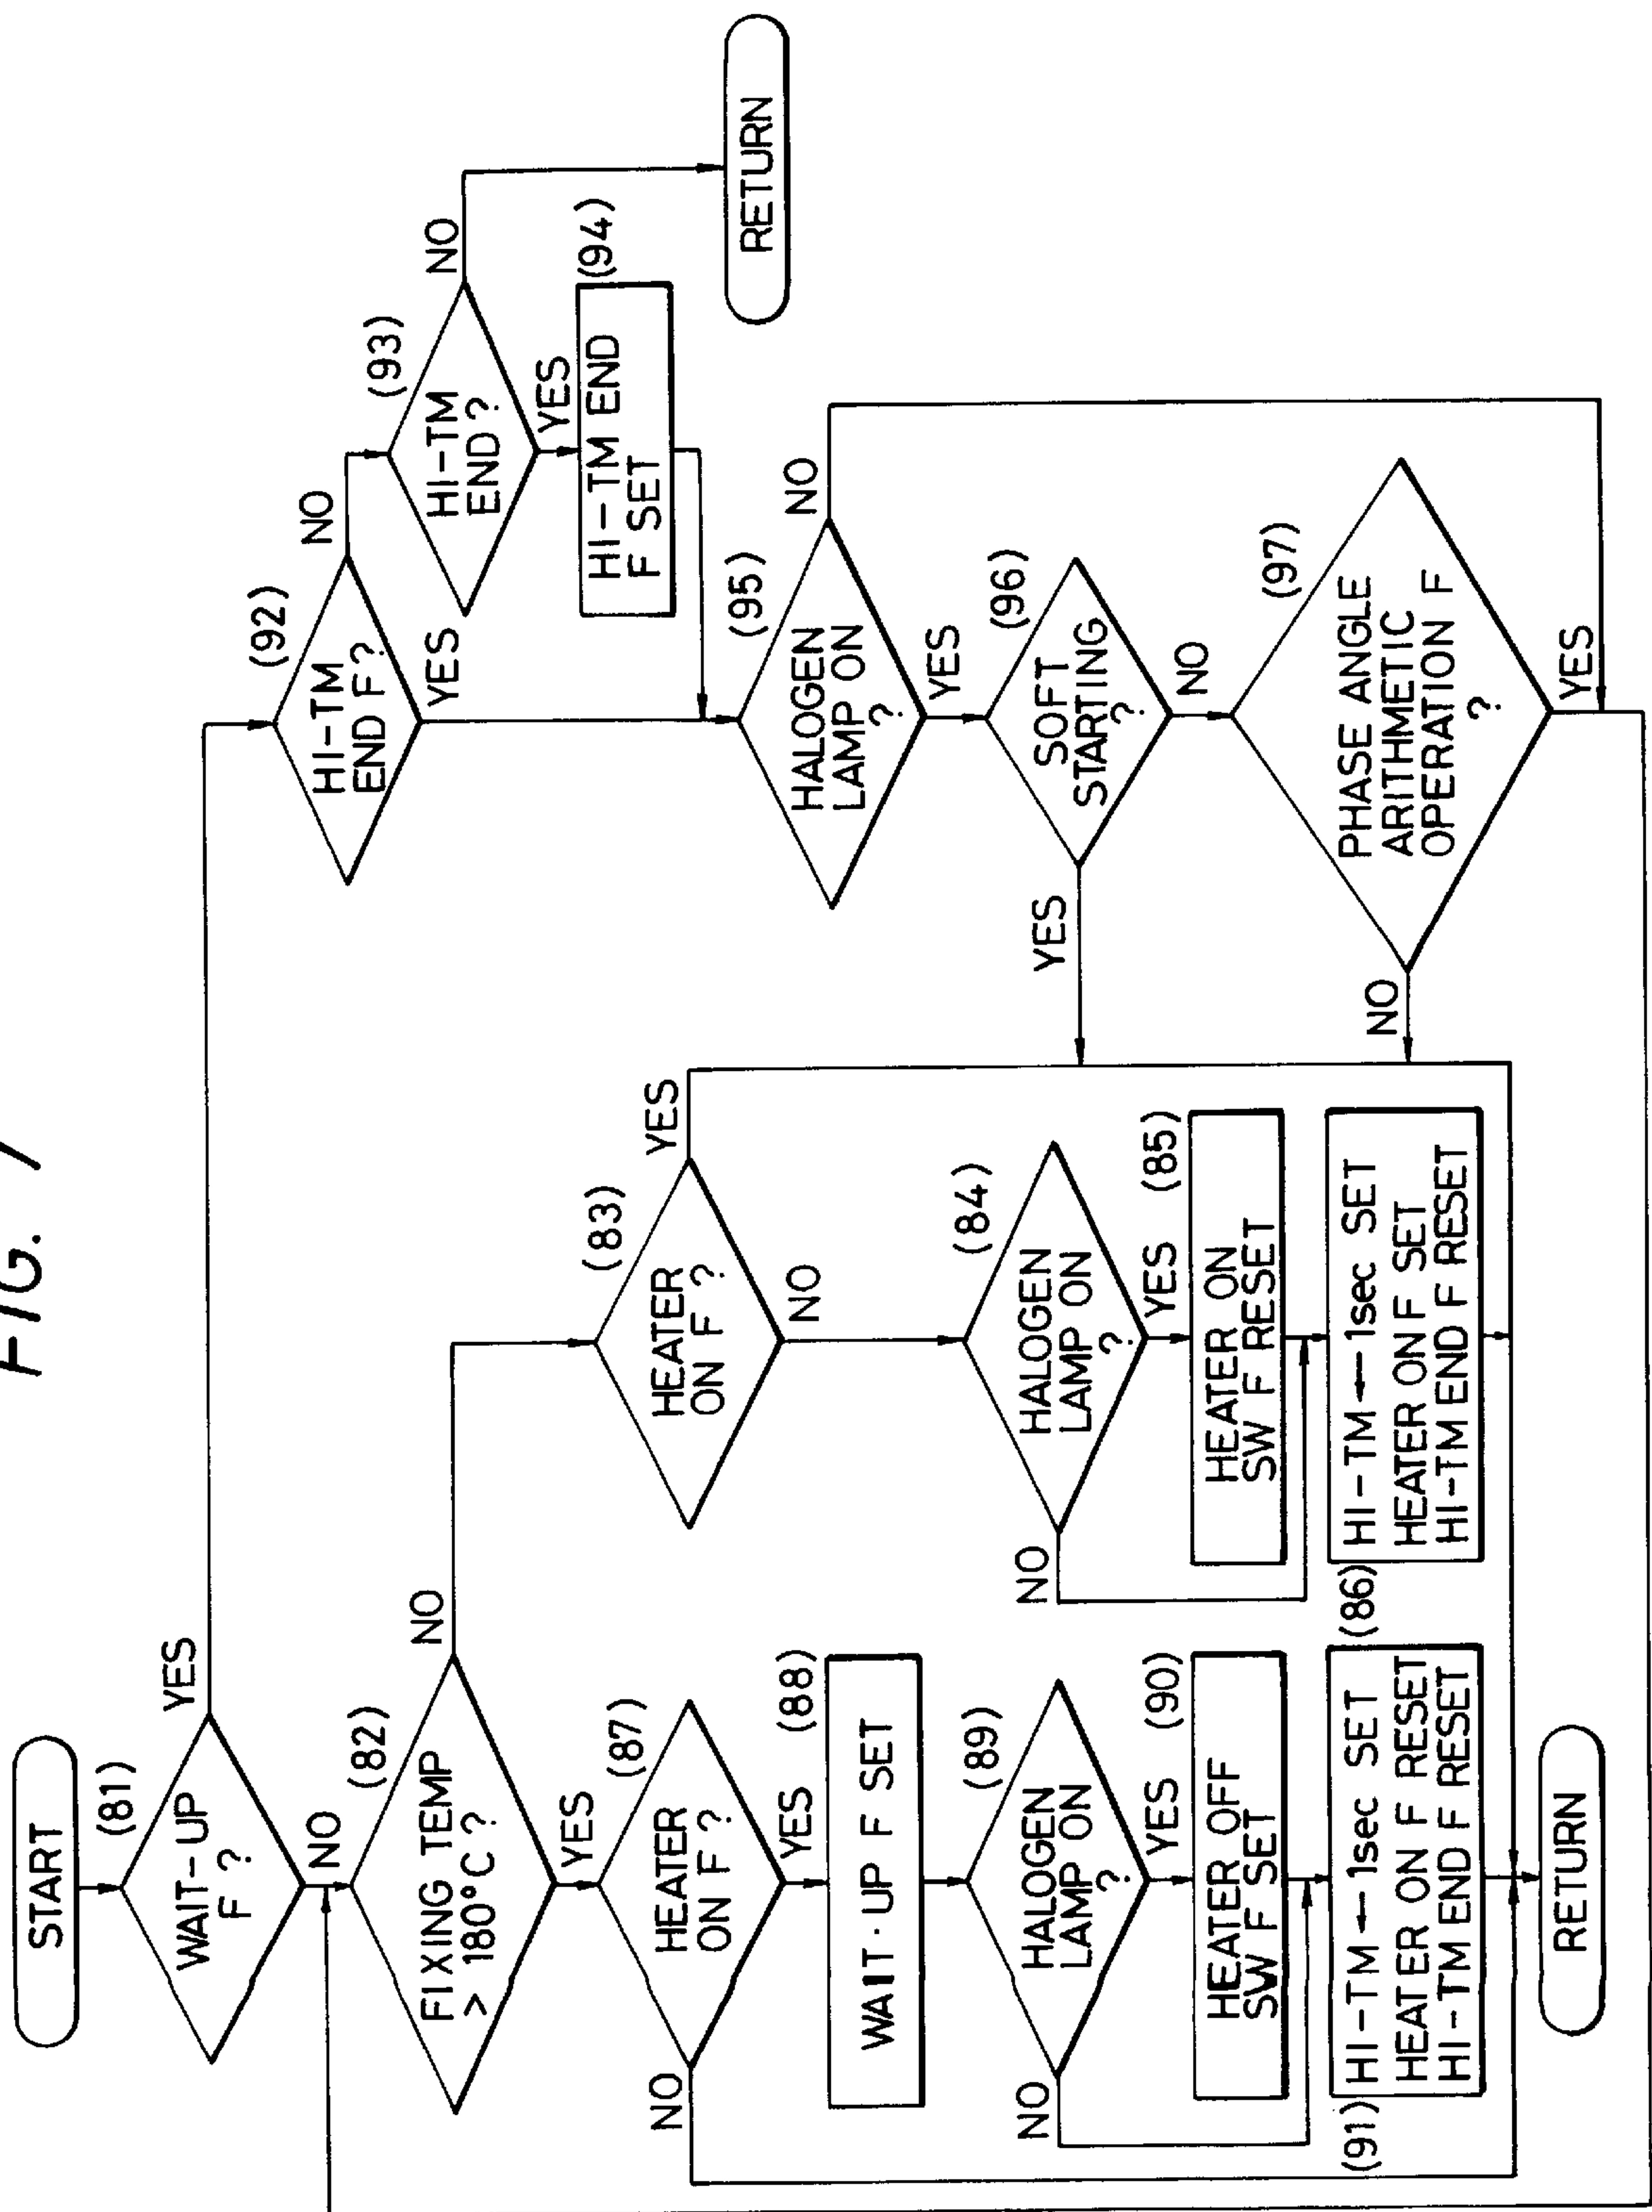 FIG. 7
START
(81)
WAIT-UP
F ?
YES
NO
(82)
FIXING TEMP
> 180°C ?
NO
YES
(87)
HEATER
ON F ?
NO
YES
(88)
WAIT·UP F SET
(89)
HALOGEN
LAMP ON
?
NO
YES
(90)
HEATER OFF
SW F SET
(91)
HI-TM ← 1sec SET
HEATER ON F RESET
HI-TM END F RESET
RETURN
(83)
HEATER
ON F ?
YES
NO
(84)
HALOGEN
LAMP ON
?
NO
YES
(85)
HEATER ON
SW F RESET
(86)
HI-TM ← 1sec SET
HEATER ON F SET
HI-TM END F RESET
(92)
HI-TM
END F ?
NO
YES
(93)
HI-TM
END ?
NO
YES
(94)
HI-TM END
F SET
RETURN
(95)
HALOGEN
LAMP ON
?
NO
YES
(96)
SOFT
STARTING
?
YES
NO
(97)
PHASE ANGLE
ARITHMETIC
OPERATION F
?
NO
YES